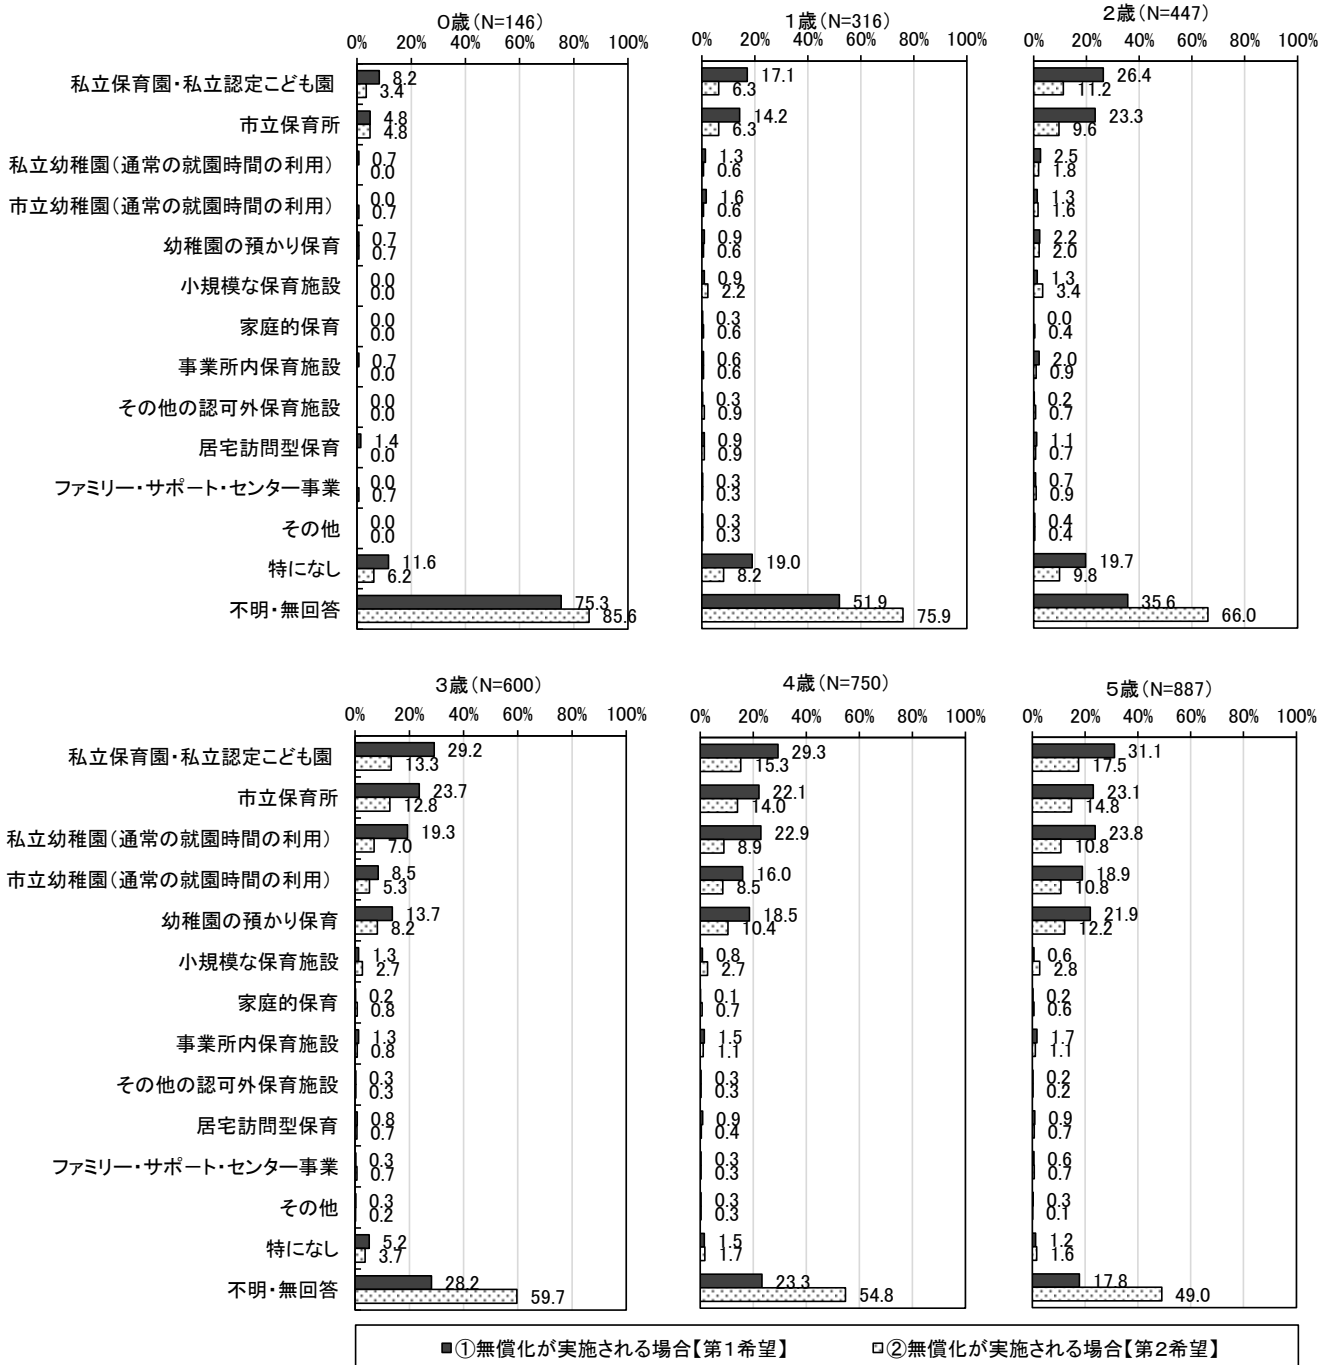 0歳(N=146)
0% 20% 40% 60% 80% 100%
私立保育園・私立認定こども園 8.2 3.4
市立保育所 4.8 4.8
私立幼稚園(通常の就園時間の利用) 0.7 0.0
市立幼稚園(通常の就園時間の利用) 0.0 0.7
幼稚園の預かり保育 0.7 0.7
小規模な保育施設 0.0 0.0
家庭的保育 0.0 0.0
事業所内保育施設 0.7 0.0
その他の認可外保育施設 0.0 0.0
居宅訪問型保育 1.4 0.0
ファミリー・サポート・センター事業 0.0 0.7
その他 0.0 0.0
特になし 11.6 6.2
不明・無回答 75.3 85.6
1歳(N=316)
0% 20% 40% 60% 80% 100%
17.1 6.3
14.2 6.3
1.3 0.6
1.6 0.6
0.9 0.6
0.9 2.2
0.3 0.6
0.6 0.6
0.3 0.9
0.9 0.9
0.3 0.3
0.3 0.3
19.0 8.2
51.9 75.9
2歳(N=447)
0% 20% 40% 60% 80% 100%
26.4 11.2
23.3 9.6
2.5 1.8
1.3 1.6
2.2 2.0
1.3 3.4
0.0 0.4
2.0 0.9
0.2 0.7
1.1 0.7
0.7 0.9
0.4 0.4
19.7 9.8
35.6 66.0
3歳(N=600)
0% 20% 40% 60% 80% 100%
私立保育園・私立認定こども園 29.2 13.3
市立保育所 23.7 12.8
私立幼稚園(通常の就園時間の利用) 19.3 7.0
市立幼稚園(通常の就園時間の利用) 8.5 5.3
幼稚園の預かり保育 13.7 8.2
小規模な保育施設 1.3 2.7
家庭的保育 0.2 0.8
事業所内保育施設 1.3 0.8
その他の認可外保育施設 0.3 0.3
居宅訪問型保育 0.8 0.7
ファミリー・サポート・センター事業 0.3 0.7
その他 0.3 0.2
特になし 5.2 3.7
不明・無回答 28.2 59.7
4歳(N=750)
0% 20% 40% 60% 80% 100%
29.3 15.3
22.1 14.0
22.9 8.9
16.0 8.5
18.5 10.4
0.8 2.7
0.1 0.7
1.5 1.1
0.3 0.3
0.9 0.4
0.3 0.3
0.3 0.3
1.5 1.7
23.3 54.8
5歳(N=887)
0% 20% 40% 60% 80% 100%
31.1 17.5
23.1 14.8
23.8 10.8
18.9 10.8
21.9 12.2
0.6 2.8
0.2 0.6
1.7 1.1
0.2 0.2
0.9 0.7
0.6 0.7
0.3 0.1
1.2 1.6
17.8 49.0
①無償化が実施される場合【第1希望】 ②無償化が実施される場合【第2希望】